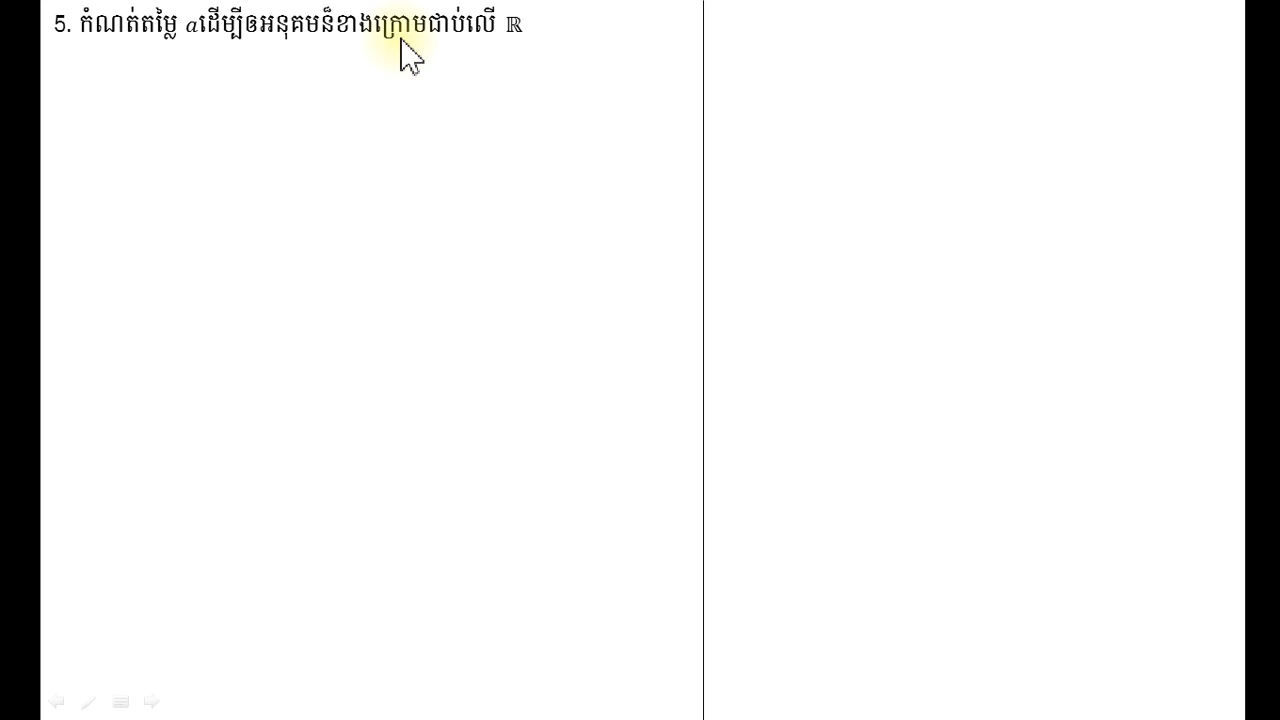 5. កំណត់តម្លៃ aដើម្បីឲអនុគមន៏ខាងក្រោមជាប់លើ ℝ